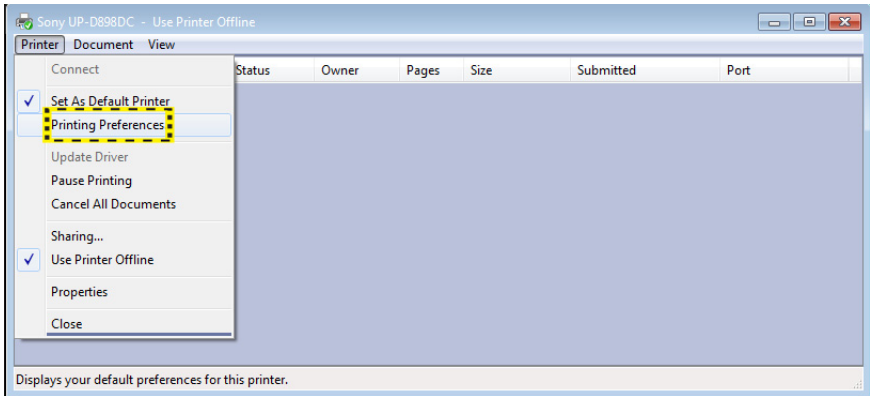 Sony UP-D898DC - Use Printer Offline
Printer Document View
Status Owner Pages Size Submitted Port
Connect
Set As Default Printer
Printing Preferences
Update Driver
Pause Printing
Cancel All Documents
Sharing...
Use Printer Offline
Properties
Close
Displays your default preferences for this printer.